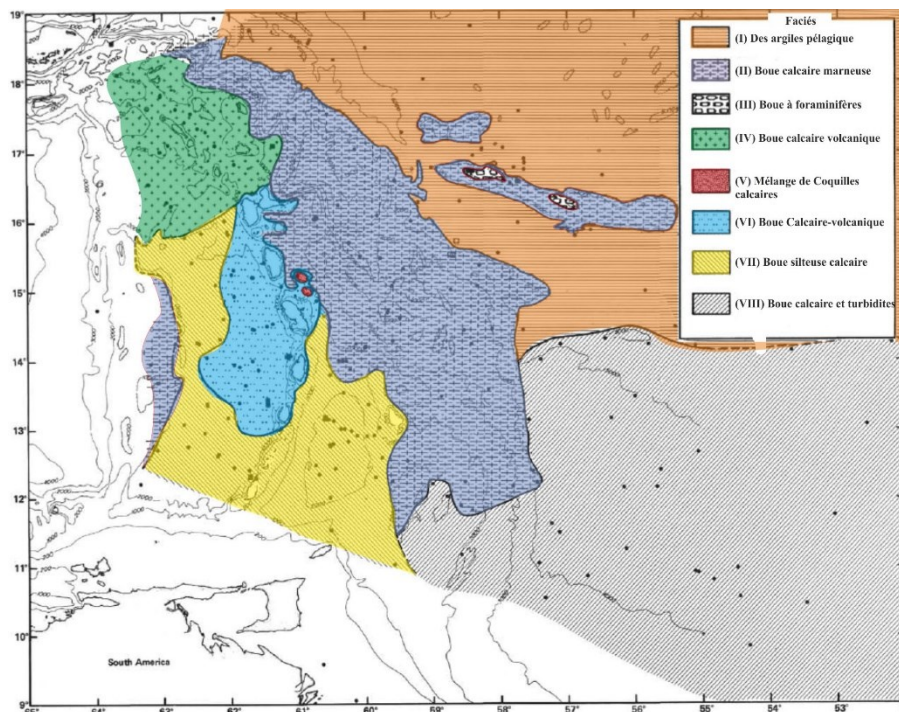 Faciés
(I) Des argiles pélagique
(II) Boue calcaire marneuse
(III) Boue à foraminifères
(IV) Boue calcaire volcanique
(V) Mélange de Coquilles
calcaires
(VI) Boue Calcaire-volcanique
(VII) Boue silteuse calcaire
(VIII) Boue calcaire et turbidites
19
18°
17°
16°
15°
14°
13°
12°
11°
10°
9°
South America
65°
64°
63°
62°
61°
60°
59°
58°
57°
56°
55°
54°
53°